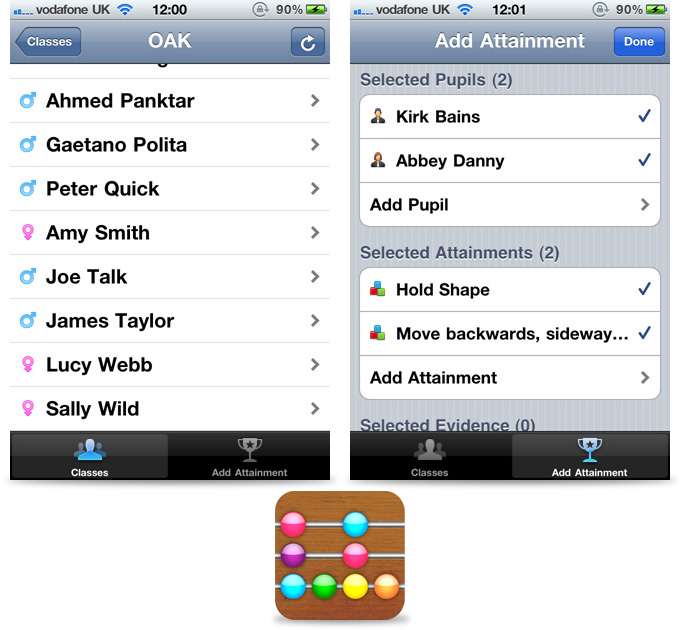 vodafone UK 12:00 90%
Classes OAK
Ahmed Panktar
Gaetano Polita
Peter Quick
Amy Smith
Joe Talk
James Taylor
Lucy Webb
Sally Wild
Classes Add Attainment
vodafone UK 12:01 90%
Add Attainment Done
Selected Pupils (2)
Kirk Bains
Abbey Danny
Add Pupil
Selected Attainments (2)
Hold Shape
Move backwards, sideway...
Add Attainment
Selected Evidence (0)
Classes Add Attainment